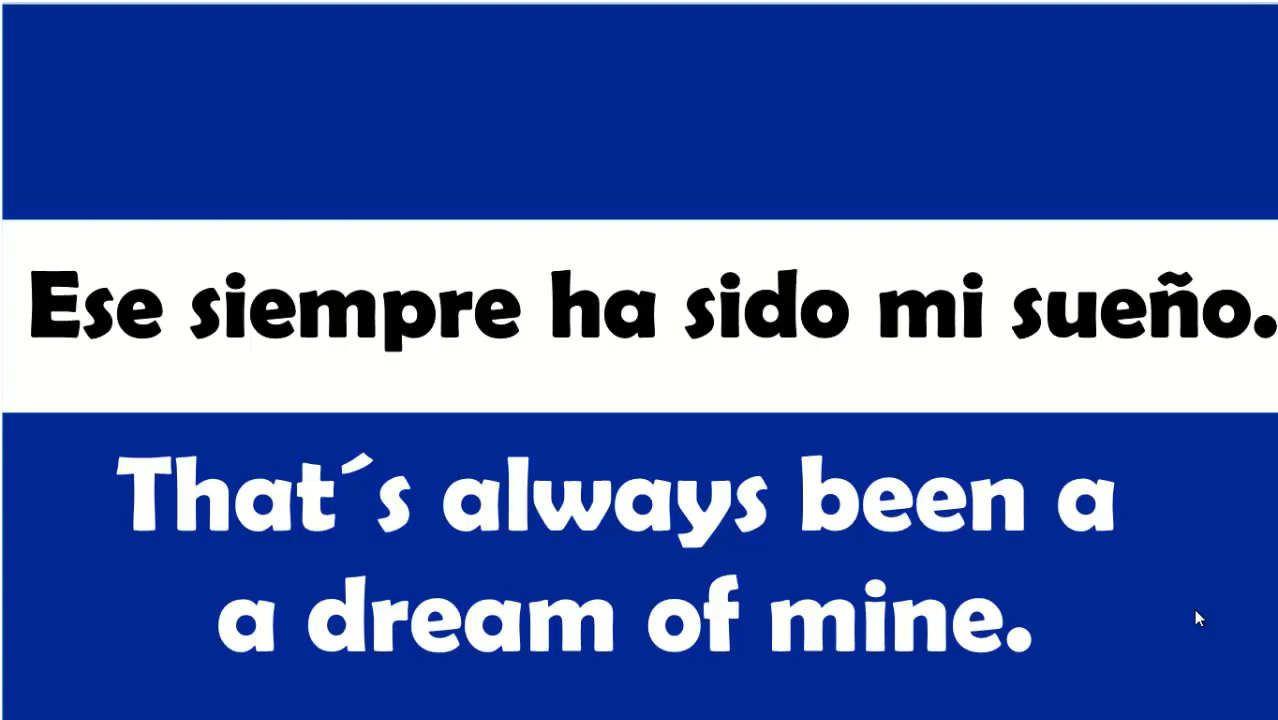 Ese siempre ha sido mi sueño.
That´s always been a
a dream of mine.